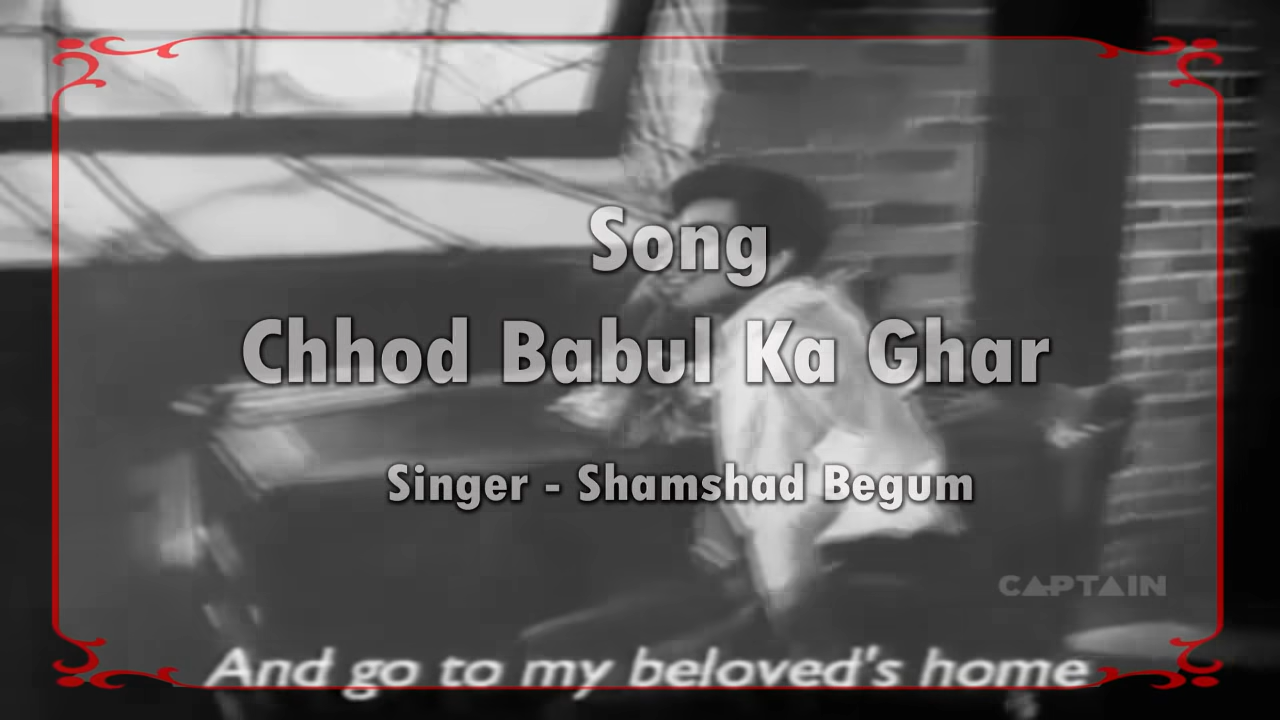 Song
Chhod Babul Ka Ghar
Singer - Shamshad Begum
CAPTAIN
And go to my beloved's home